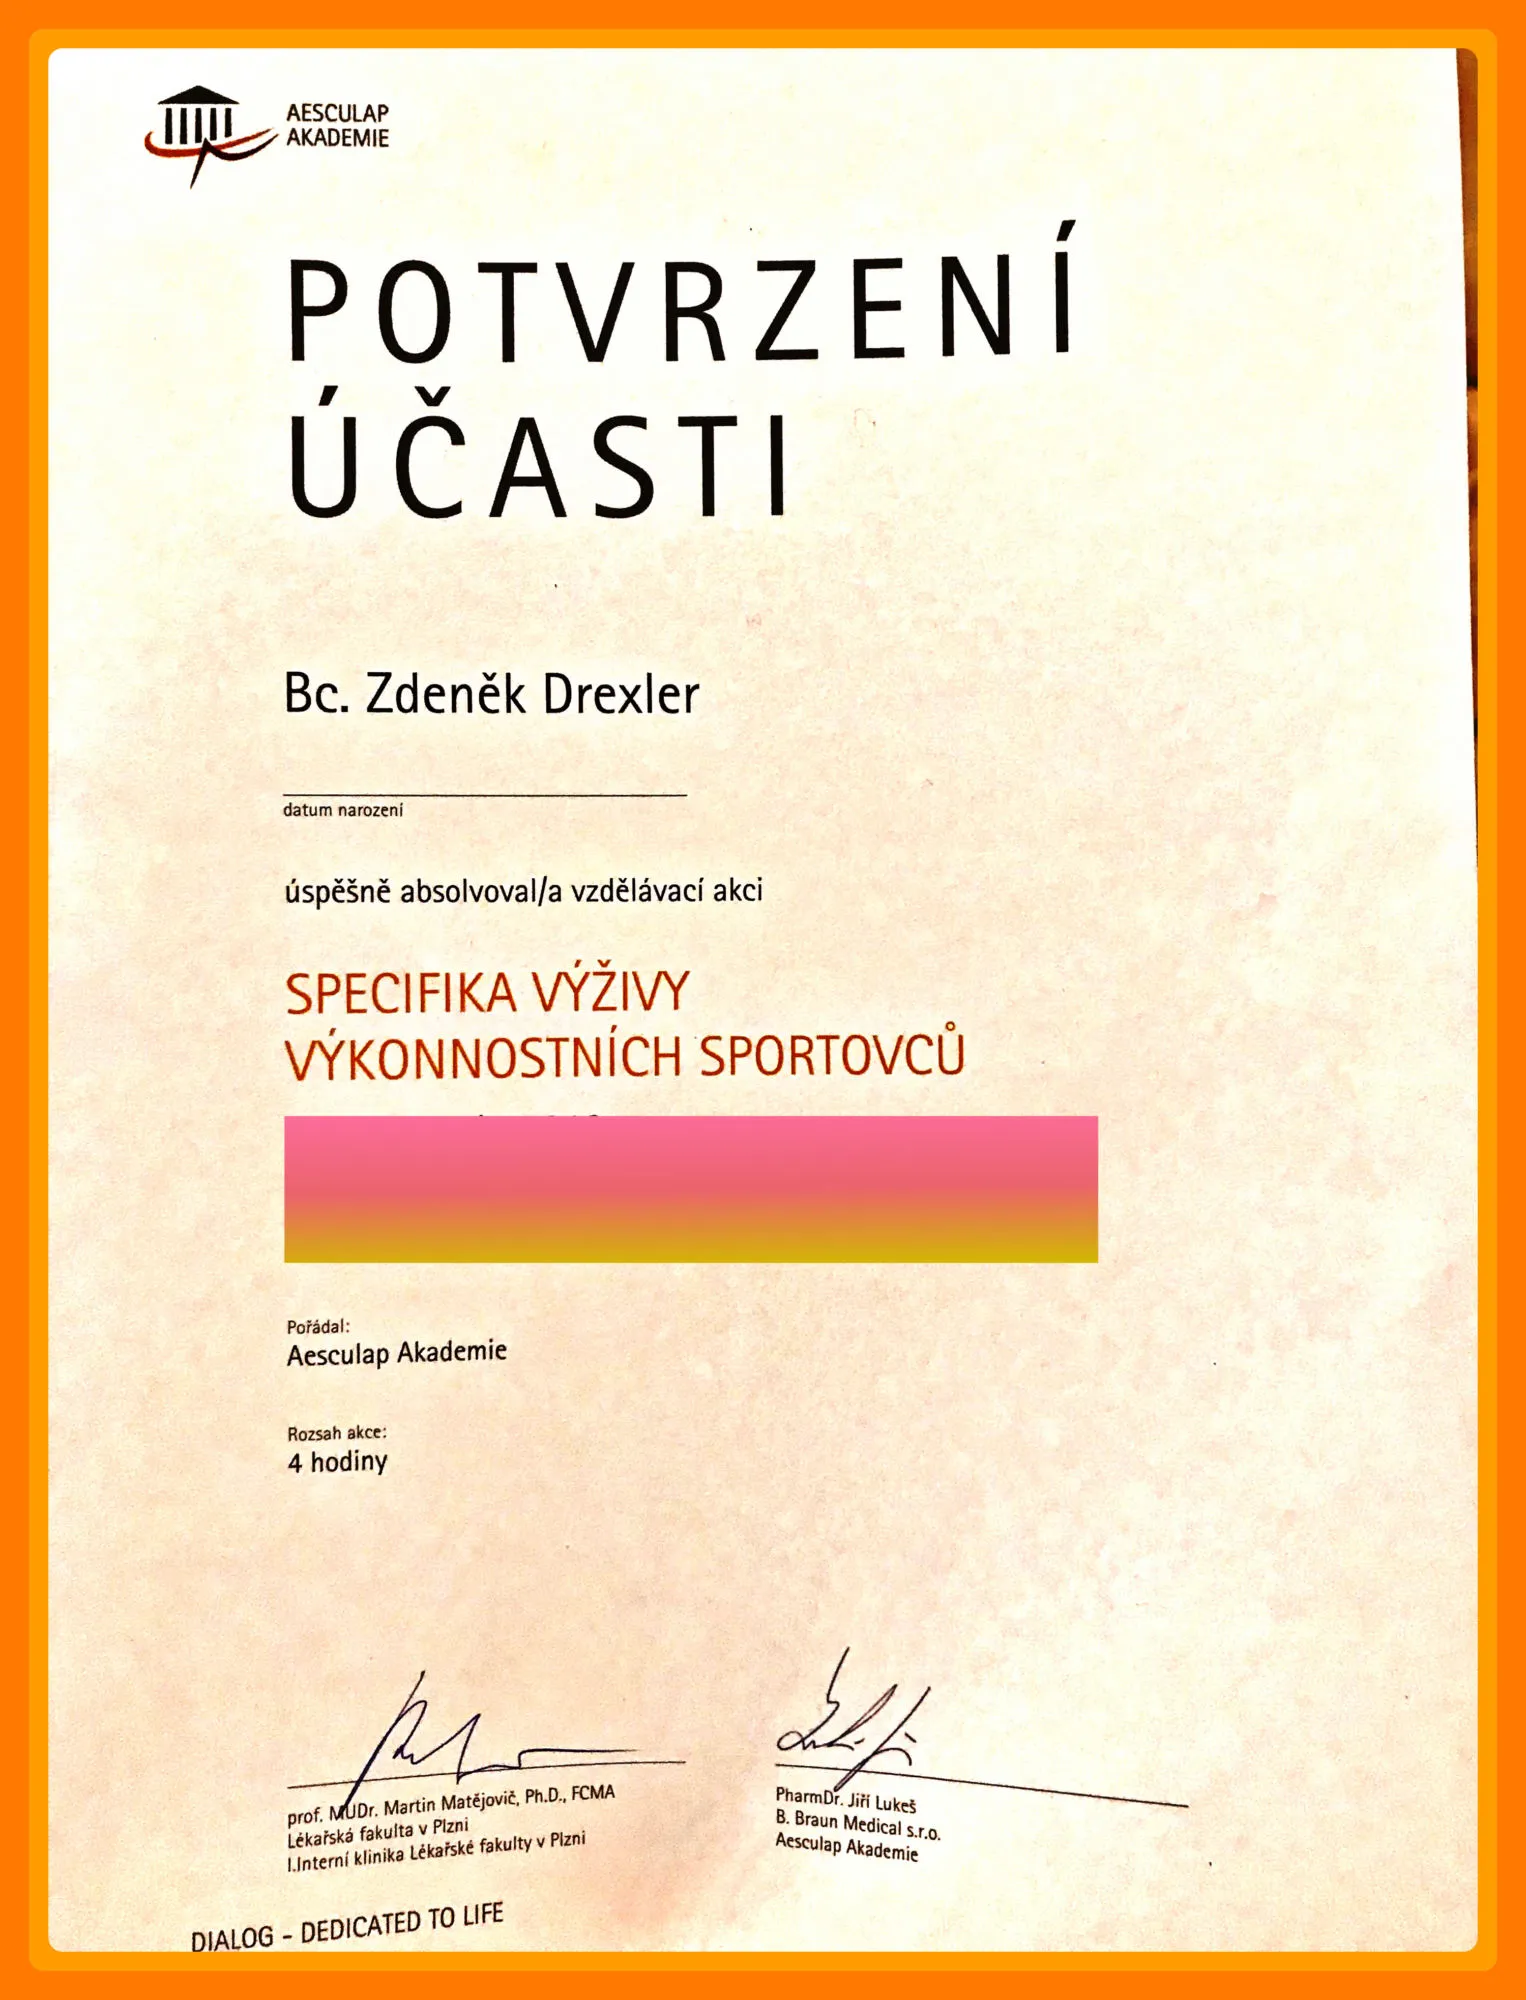 AESCULAP
AKADEMIE
POTVRZENÍ
ÚČASTI
Bc. Zdeněk Drexler
datum narození
úspěšně absolvoval/a vzdělávací akci
SPECIFIKA VÝŽIVY
VÝKONNOSTNÍCH SPORTOVCŮ
Pořádal:
Aesculap Akademie
Rozsah akce:
4 hodiny
prof. MUDr. Martin Matějovič, Ph.D., FCMA
Lékařská fakulta v Plzni
I.Interní klinika Lékařské fakulty v Plzni
PharmDr. Jiří Lukeš
B. Braun Medical s.r.o.
Aesculap Akademie
DIALOG – DEDICATED TO LIFE